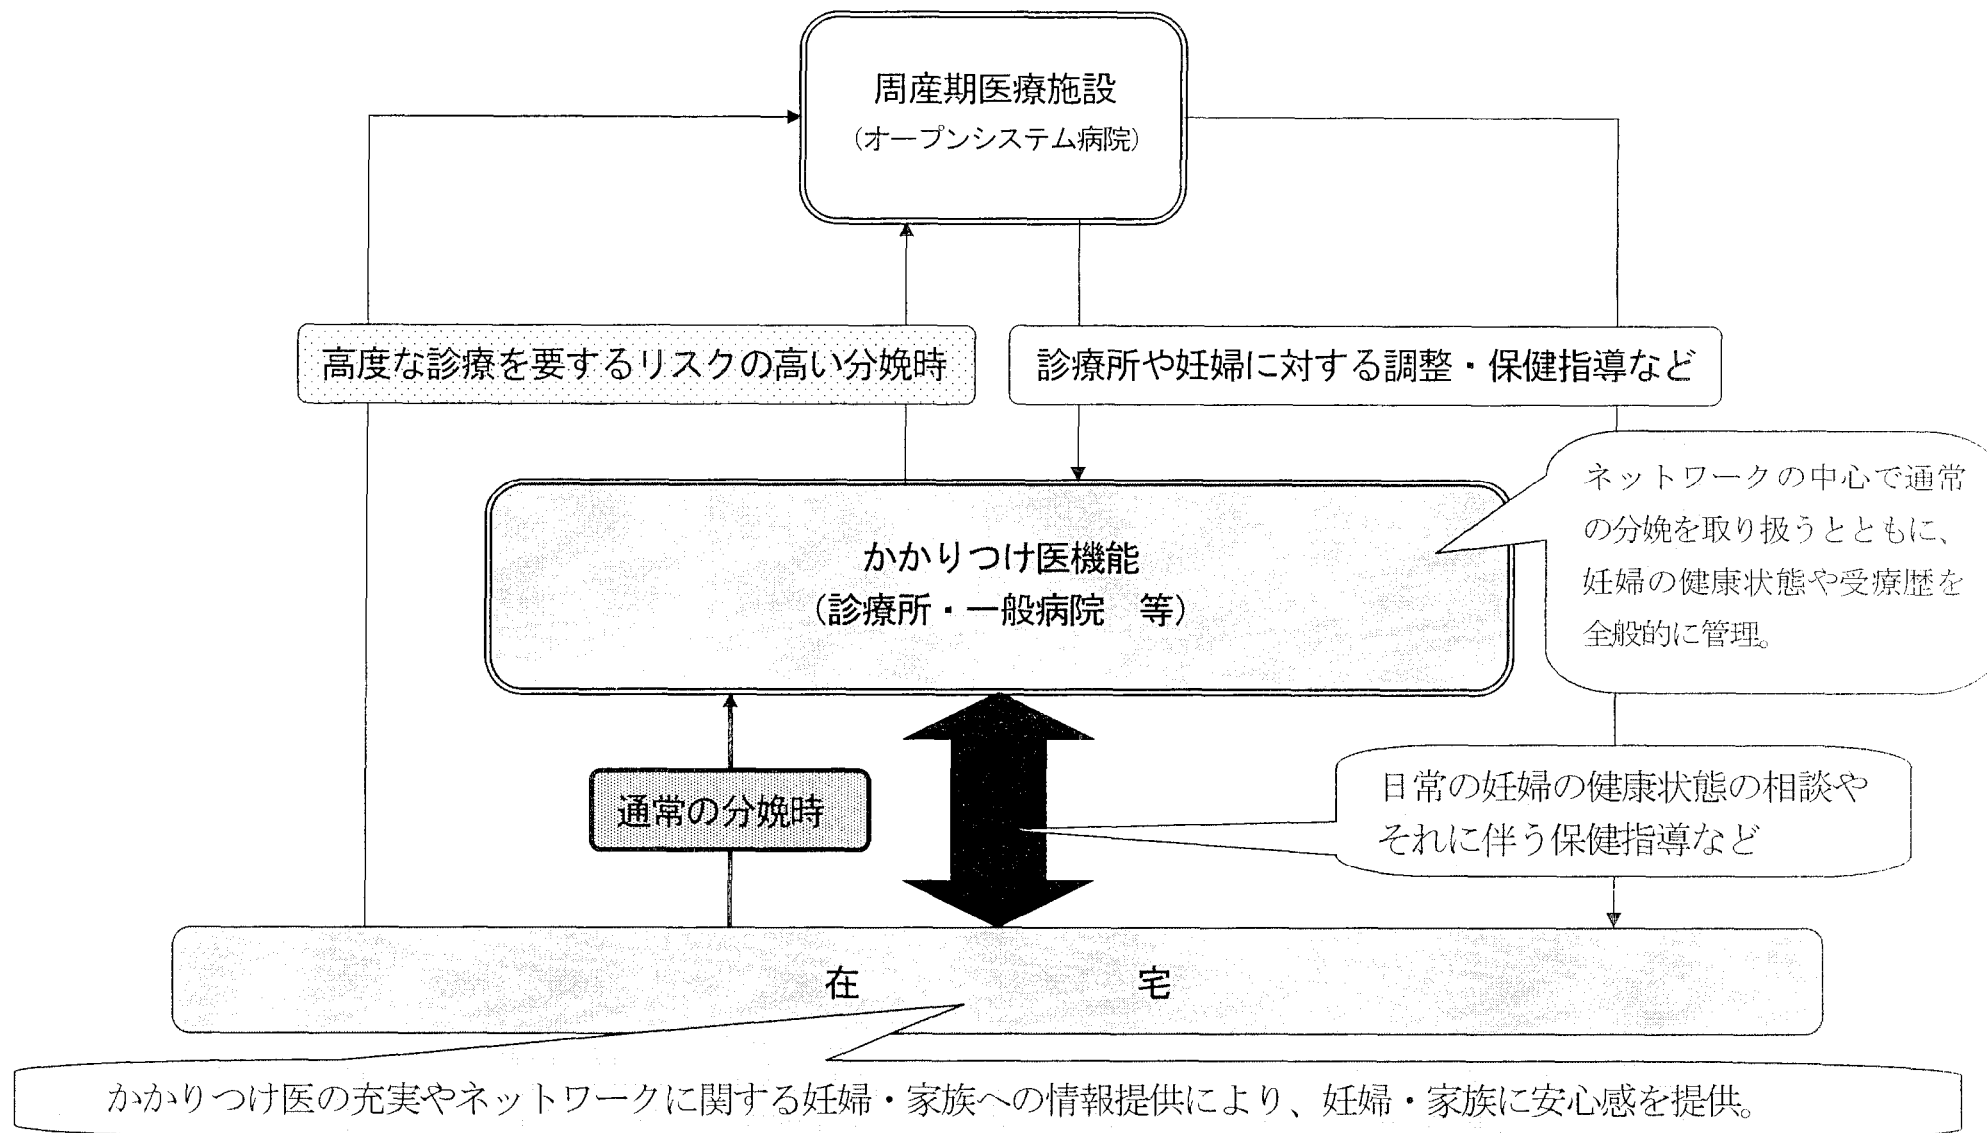 周産期医療施設
（オープンシステム病院）
高度な診療を要するリスクの高い分娩時
診療所や妊婦に対する調整・保健指導など
ネットワークの中心で通常
の分娩を取り扱うとともに、
妊婦の健康状態や受療歴を
全般的に管理。
かかりつけ医機能
（診療所・一般病院　等）
通常の分娩時
日常の妊婦の健康状態の相談や
それに伴う保健指導など
在　宅
かかりつけ医の充実やネットワークに関する妊婦・家族への情報提供により、妊婦・家族に安心感を提供。